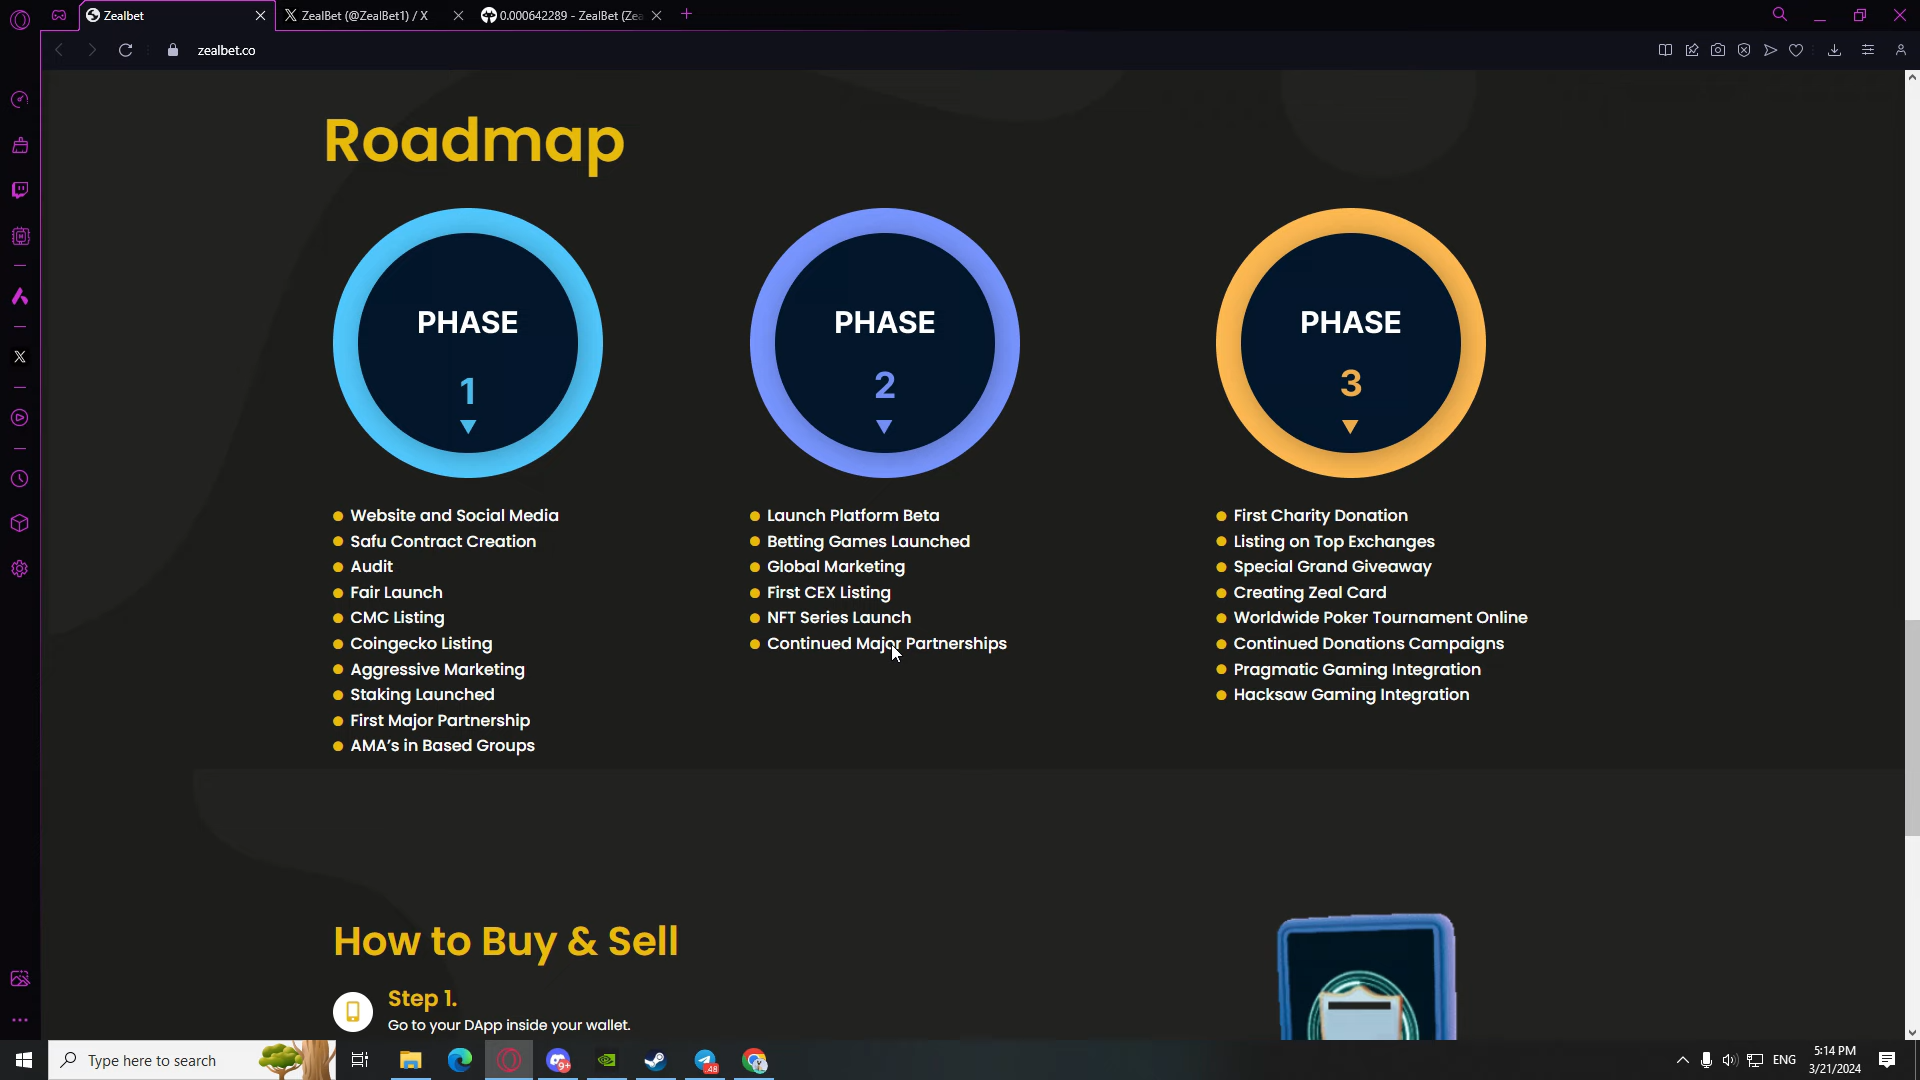 Zealbet
ZealBet (@ZealBet1) / X
0.000642289 - ZealBet (Zea
zealbet.co
Roadmap
PHASE
1
PHASE
2
PHASE
3
Website and Social Media
Safu Contract Creation
Audit
Fair Launch
CMC Listing
Coingecko Listing
Aggressive Marketing
Staking Launched
First Major Partnership
AMA's in Based Groups
Launch Platform Beta
Betting Games Launched
Global Marketing
First CEX Listing
NFT Series Launch
Continued Major Partnerships
First Charity Donation
Listing on Top Exchanges
Special Grand Giveaway
Creating Zeal Card
Worldwide Poker Tournament Online
Continued Donations Campaigns
Pragmatic Gaming Integration
Hacksaw Gaming Integration
How to Buy & Sell
Step 1.
Go to your DApp inside your wallet.
Type here to search
9+
48
ENG
5:14 PM
3/21/2024